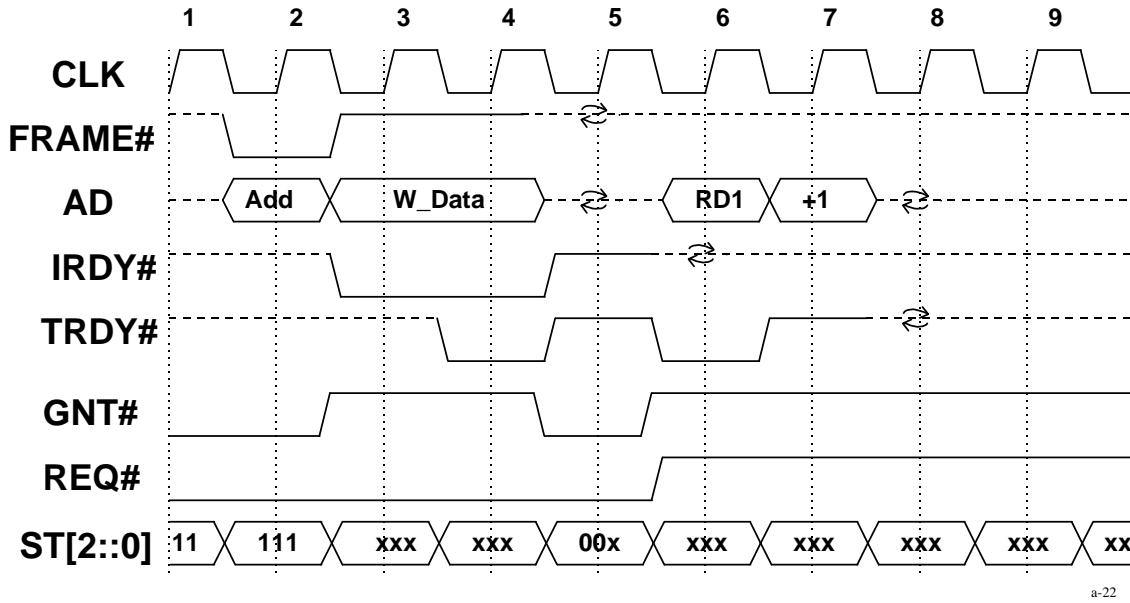 1 2 3 4 5 6 7 8 9
CLK
FRAME#
AD Add W_Data RD1 +1
IRDY#
TRDY#
GNT#
REQ#
ST[2::0] 11 111 xxx xxx 00x xxx xxx xxx xxx xx
a-22